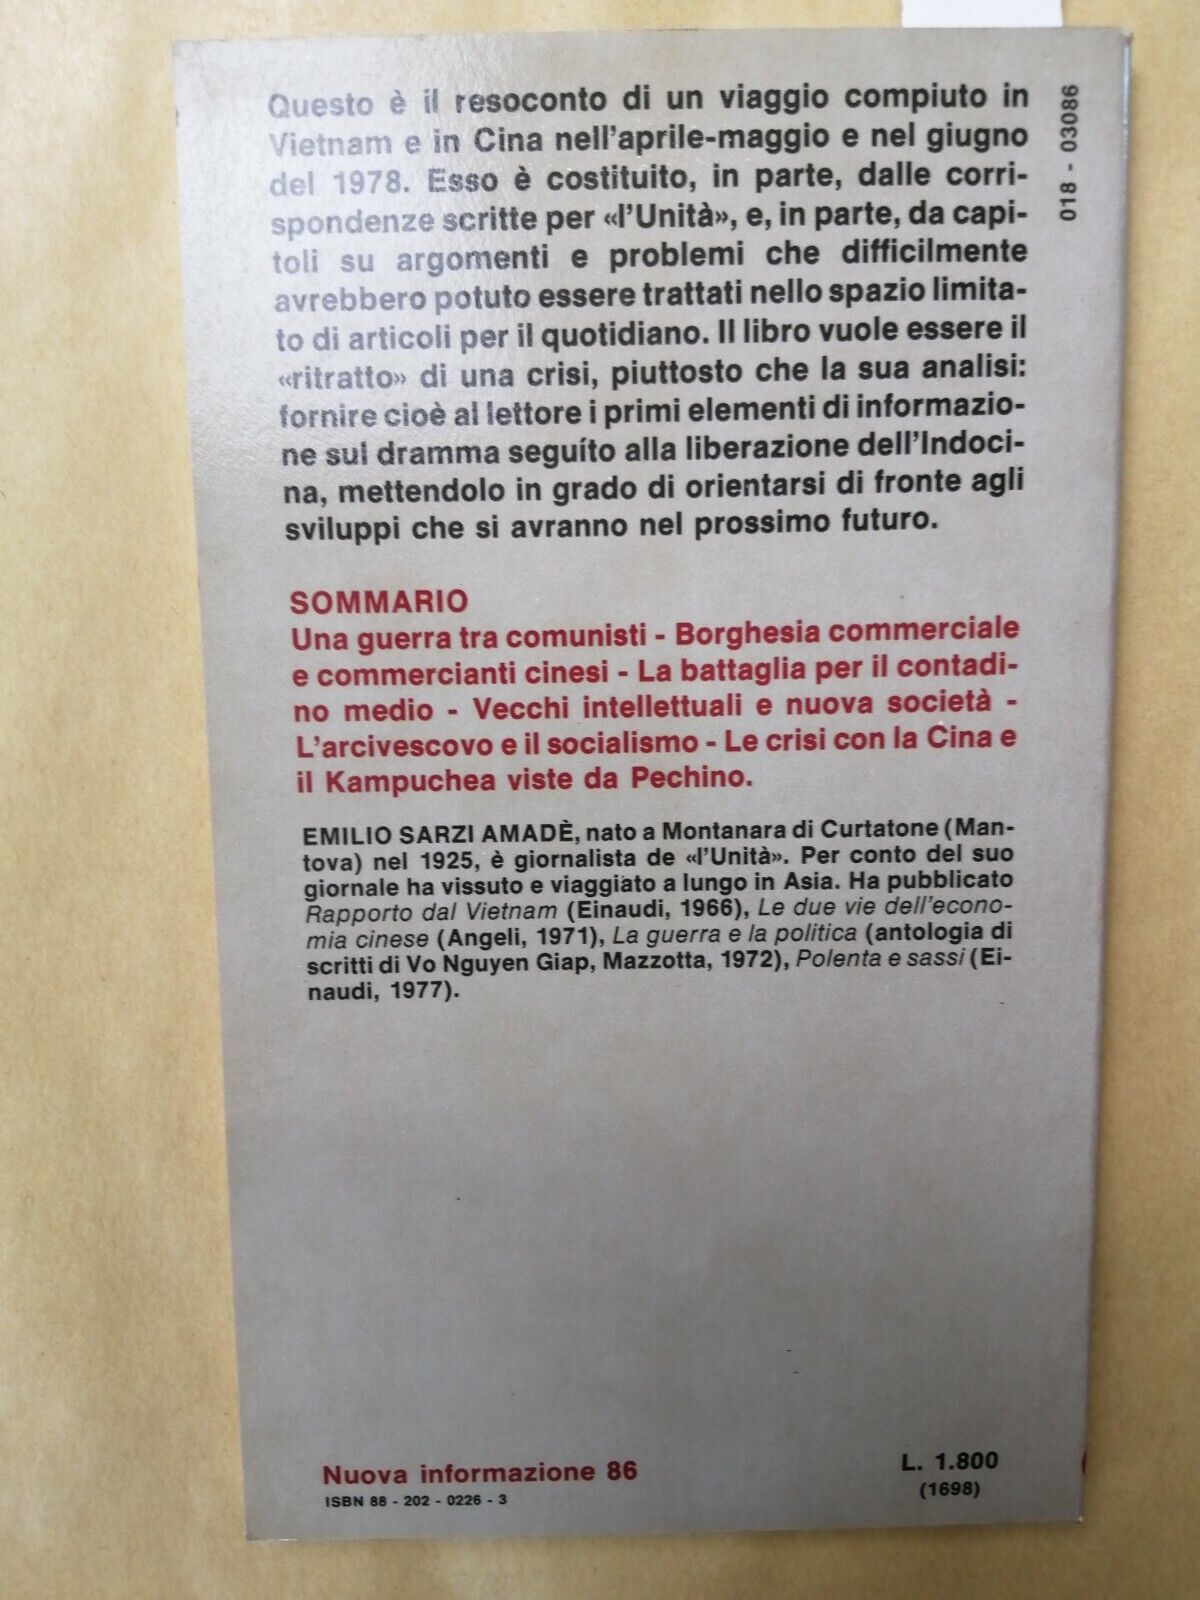 Questo è il resoconto di un viaggio compiuto in
Vietnam e in Cina nell'aprile-maggio e nel giugno
del 1978. Esso è costituito, in parte, dalle corri-
spondenze scritte per «l'Unità», e, in parte, da capi-
toli su argomenti e problemi che difficilmente
avrebbero potuto essere trattati nello spazio limita-
to di articoli per il quotidiano. Il libro vuole essere il
«ritratto» di una crisi, piuttosto che la sua analisi:
fornire cioè al lettore i primi elementi di informazio-
ne sul dramma seguíto alla liberazione dell'Indoci-
na, mettendolo in grado di orientarsi di fronte agli
sviluppi che si avranno nel prossimo futuro.
018 - 03086
SOMMARIO
Una guerra tra comunisti - Borghesia commerciale
e commercianti cinesi - La battaglia per il contadi-
no medio - Vecchi intellettuali e nuova società -
L'arcivescovo e il socialismo - Le crisi con la Cina e
il Kampuchea viste da Pechino.
EMILIO SARZI AMADÈ, nato a Montanara di Curtatone (Man-
tova) nel 1925, è giornalista de «l'Unità». Per conto del suo
giornale ha vissuto e viaggiato a lungo in Asia. Ha pubblicato
Rapporto dal Vietnam (Einaudi, 1966), Le due vie dell'econo-
mia cinese (Angeli, 1971), La guerra e la politica (antologia di
scritti di Vo Nguyen Giap, Mazzotta, 1972), Polenta e sassi (Ei-
naudi, 1977).
Nuova informazione 86
ISBN 88 - 202 - 0226 - 3
L. 1.800
(1698)